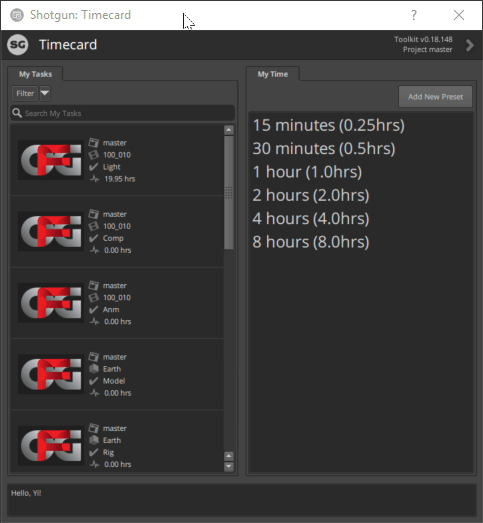 Shotgun: Timecard
?
SG
Timecard
Toolkit v0.18.148
Project master
My Tasks
Filter
Search My Tasks
master
100_010
Light
19.95 hrs
master
100_010
Comp
0.00 hrs
master
100_010
Anm
0.00 hrs
master
Earth
Model
0.00 hrs
master
Earth
Rig
0.00 hrs
My Time
Add New Preset
15 minutes (0.25hrs)
30 minutes (0.5hrs)
1 hour (1.0hrs)
2 hours (2.0hrs)
4 hours (4.0hrs)
8 hours (8.0hrs)
Hello, Yi!